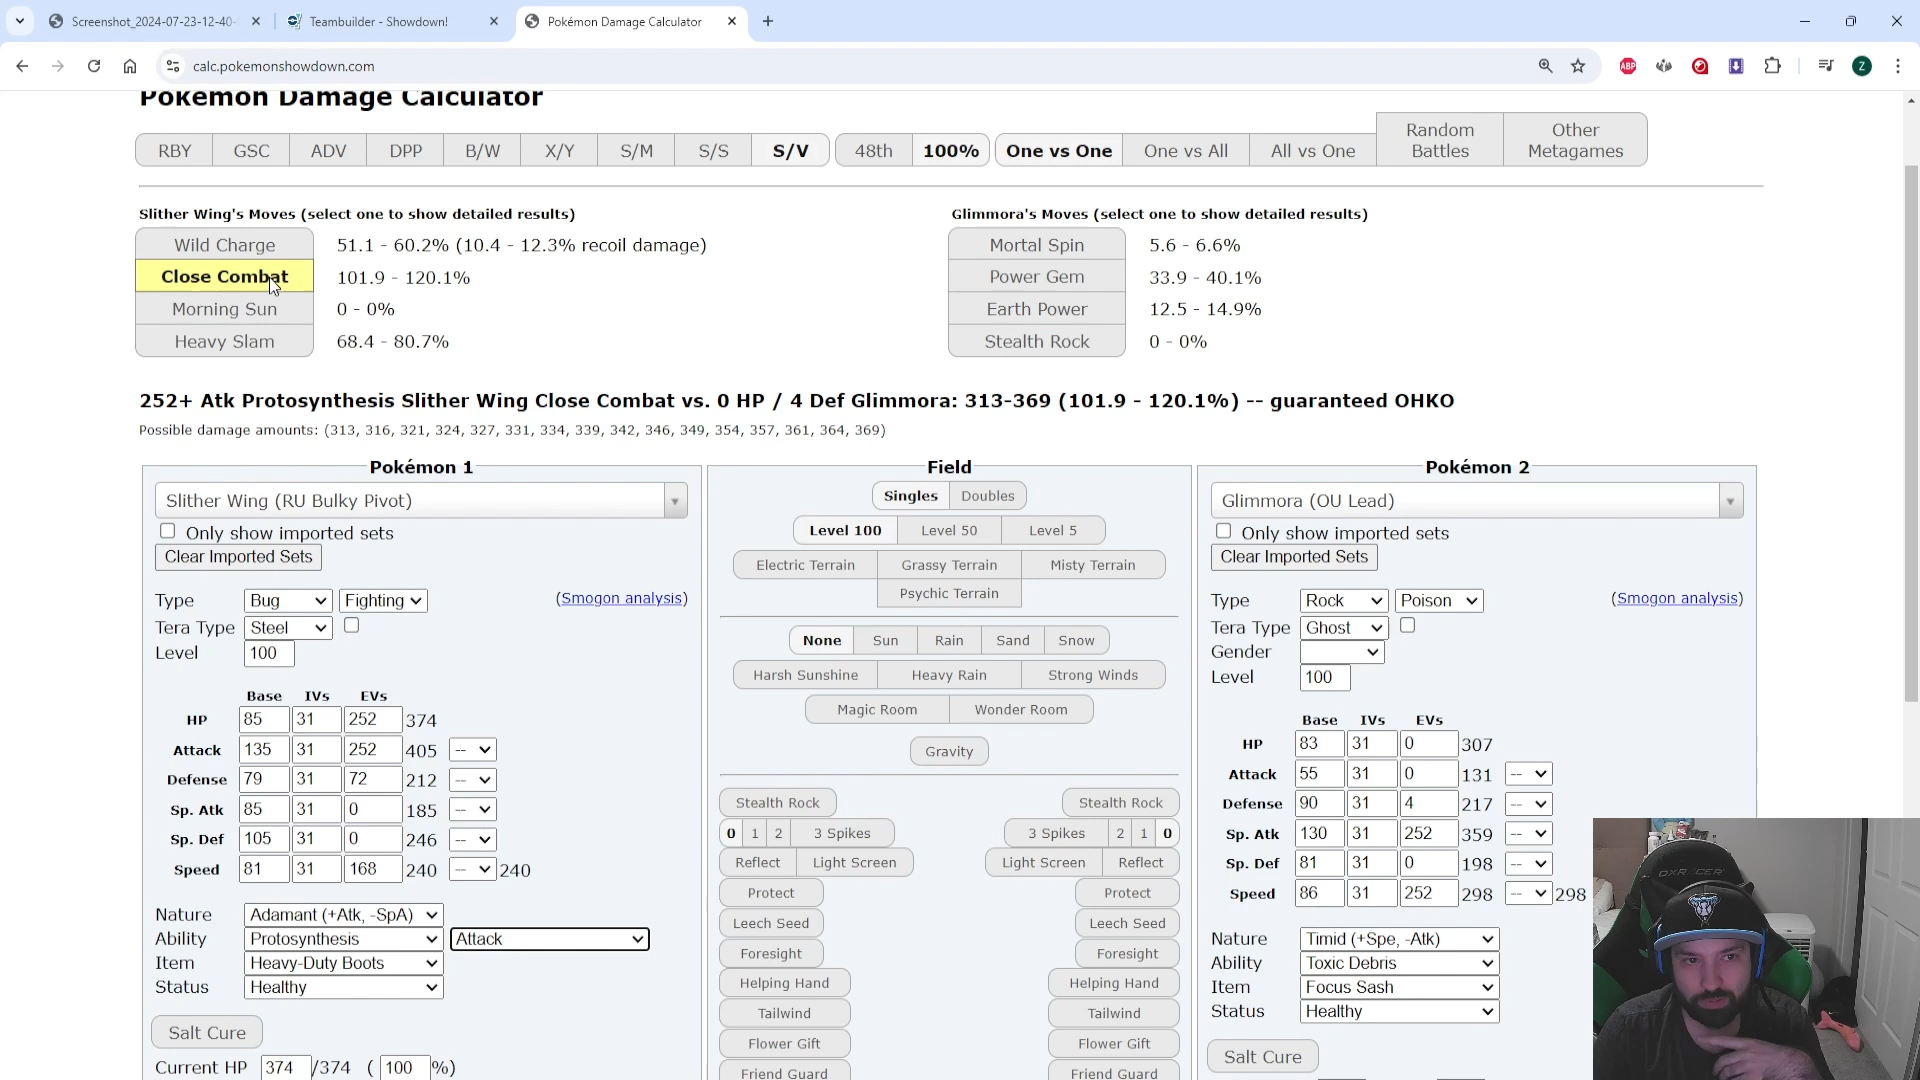 Screenshot_2024-07-23-12-40-
Teambuilder - Showdown!
Pokémon Damage Calculator
calc.pokemonshowdown.com
ABP
Z
Pokémon Damage Calculator
RBY GSC ADV DPP B/W X/Y S/M S/S S/V 48th 100% One vs One One vs All All vs One Random Battles Other Metagames
Slither Wing's Moves (select one to show detailed results) Glimmora's Moves (select one to show detailed results)
Wild Charge 51.1 - 60.2% (10.4 - 12.3% recoil damage) Mortal Spin 5.6 - 6.6%
Close Combat 101.9 - 120.1% Power Gem 33.9 - 40.1%
Morning Sun 0 - 0% Earth Power 12.5 - 14.9%
Heavy Slam 68.4 - 80.7% Stealth Rock 0 - 0%
252+ Atk Protosynthesis Slither Wing Close Combat vs. 0 HP / 4 Def Glimmora: 313-369 (101.9 - 120.1%) -- guaranteed OHKO
Possible damage amounts: (313, 316, 321, 324, 327, 331, 334, 339, 342, 346, 349, 354, 357, 361, 364, 369)
Pokémon 1
Slither Wing (RU Bulky Pivot)
Only show imported sets
Clear Imported Sets
Type Bug Fighting (Smogon analysis)
Tera Type Steel
Level 100
Base IVs EVs
HP 85 31 252 374
Attack 135 31 252 405 --
Defense 79 31 72 212 --
Sp. Atk 85 31 0 185 --
Sp. Def 105 31 0 246 --
Speed 81 31 168 240 -- 240
Nature Adamant (+Atk, -SpA)
Ability Protosynthesis Attack
Item Heavy-Duty Boots
Status Healthy
Salt Cure
Current HP 374 /374 ( 100 %)
Field
Singles Doubles
Level 100 Level 50 Level 5
Electric Terrain Grassy Terrain Misty Terrain
Psychic Terrain
None Sun Rain Sand Snow
Harsh Sunshine Heavy Rain Strong Winds
Magic Room Wonder Room
Gravity
Stealth Rock Stealth Rock
0 1 2 3 Spikes 3 Spikes 2 1 0
Reflect Light Screen Light Screen Reflect
Protect Protect
Leech Seed Leech Seed
Foresight Foresight
Helping Hand Helping Hand
Tailwind Tailwind
Flower Gift Flower Gift
Friend Guard Friend Guard
Pokémon 2
Glimmora (OU Lead)
Only show imported sets
Clear Imported Sets
Type Rock Poison (Smogon analysis)
Tera Type Ghost
Gender
Level 100
Base IVs EVs
HP 83 31 0 307
Attack 55 31 0 131 --
Defense 90 31 4 217 --
Sp. Atk 130 31 252 359 --
Sp. Def 81 31 0 198 --
Speed 86 31 252 298 -- 298
Nature Timid (+Spe, -Atk)
Ability Toxic Debris
Item Focus Sash
Status Healthy
Salt Cure